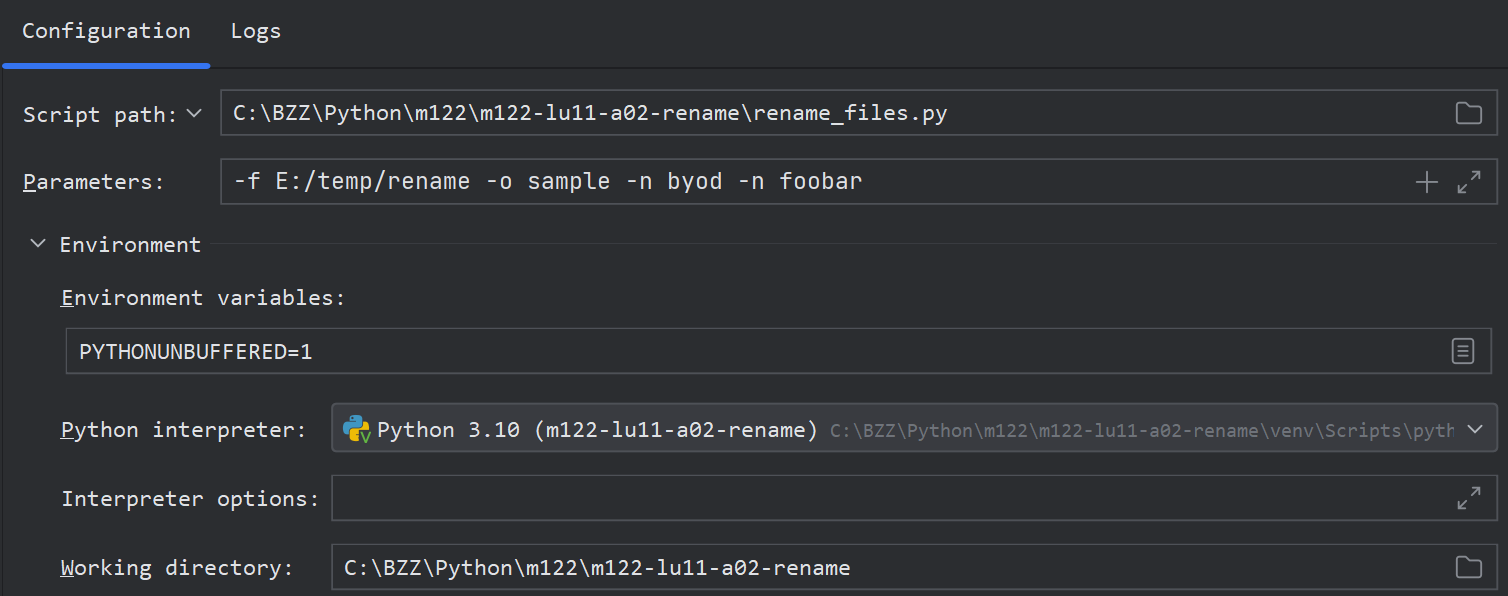 Configuration Logs
Script path: C:\BZZ\Python\m122\m122-lu11-a02-rename\rename_files.py
Parameters: -f E:/temp/rename -o sample -n byod -n foobar
Environment
Environment variables:
PYTHONUNBUFFERED=1
Python interpreter: Python 3.10 (m122-lu11-a02-rename) C:\BZZ\Python\m122\m122-lu11-a02-rename\venv\Scripts\pyth
Interpreter options:
Working directory: C:\BZZ\Python\m122\m122-lu11-a02-rename